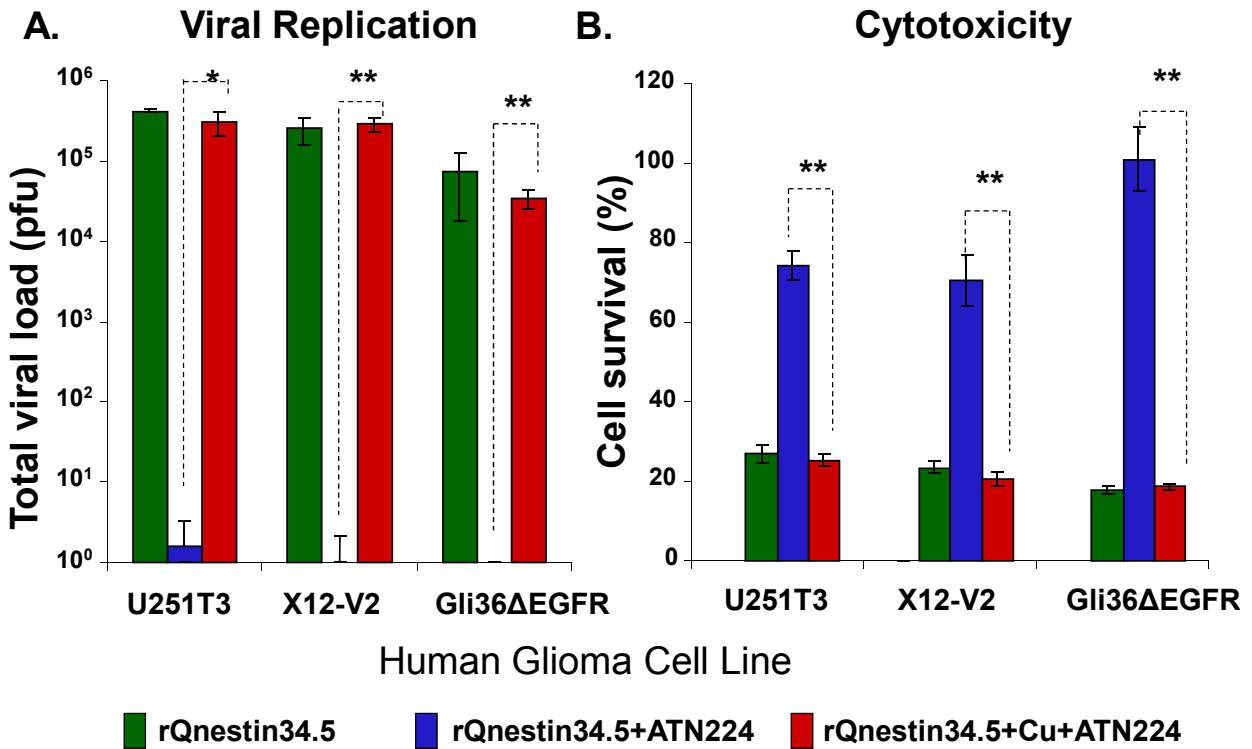 A. Viral Replication
Total viral load (pfu)
10⁶
10⁵
10⁴
10³
10²
10¹
10⁰
*
**
**
U251T3 X12-V2 Gli36ΔEGFR
B. Cytotoxicity
Cell survival (%)
120
100
80
60
40
20
0
**
**
**
U251T3 X12-V2 Gli36ΔEGFR
Human Glioma Cell Line
rQnestin34.5 rQnestin34.5+ATN224 rQnestin34.5+Cu+ATN224